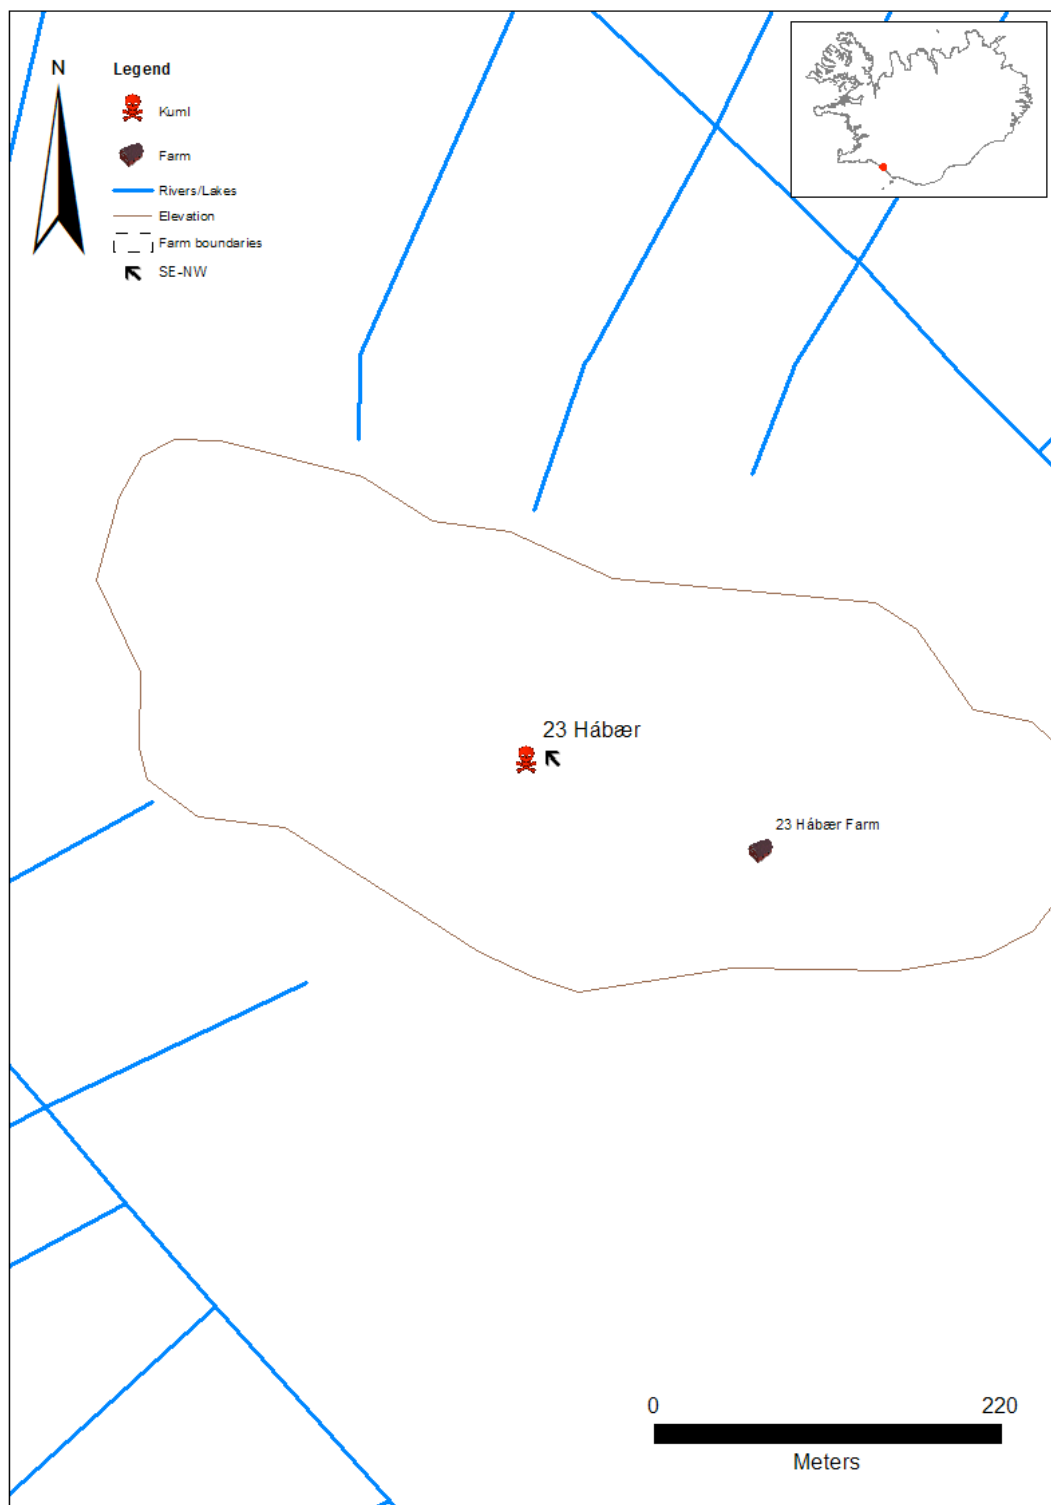 N
Legend
Kuml
Farm
Rivers/Lakes
Elevation
Farm boundaries
SE-NW
23 Hábær
23 Hábær Farm
0 220
Meters